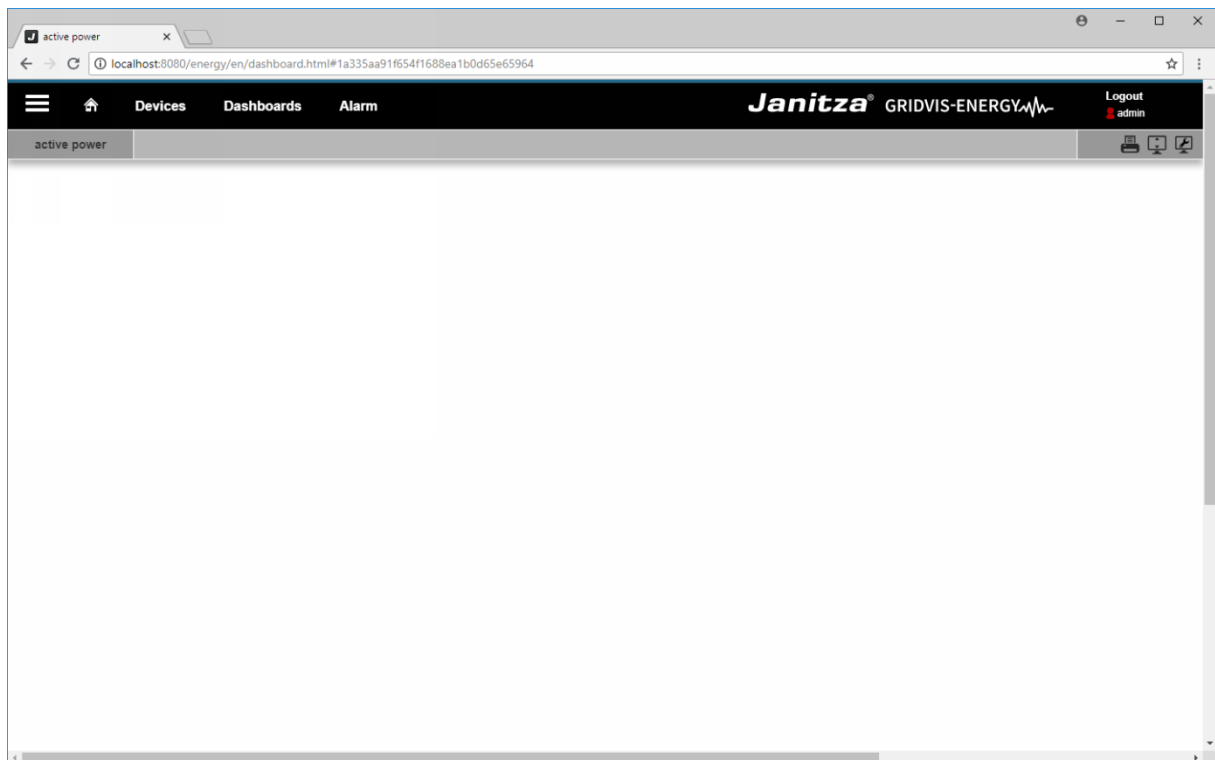 active power
localhost:8080/energy/en/dashboard.html#1a335aa91f654f1688ea1b0d65e65964
Devices Dashboards Alarm Janitza® GRIDVIS-ENERGY Logout
admin
active power